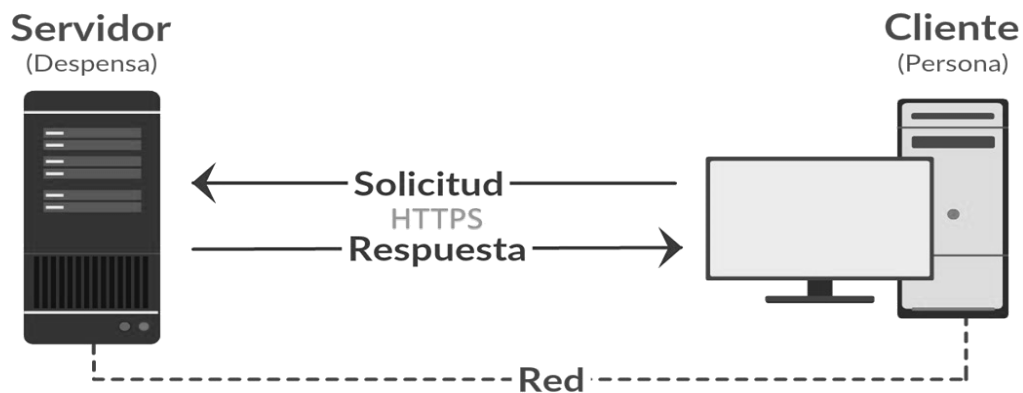 Servidor
(Despensa)
Cliente
(Persona)
Solicitud
HTTPS
Respuesta
Red